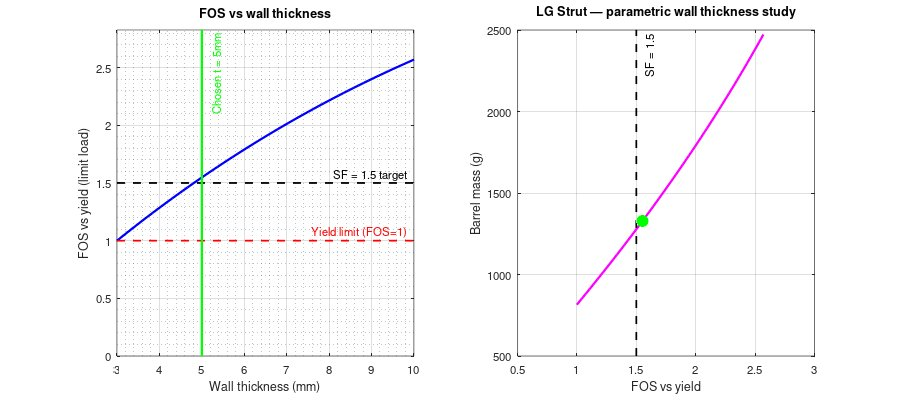 FOS vs wall thickness
FOS vs yield (limit load)
2.5
2
1.5
1
0.5
0
Chosen t = 5mm
SF = 1.5 target
Yield limit (FOS=1)
3
4
5
6
7
8
9
10
Wall thickness (mm)
LG Strut — parametric wall thickness study
Barrel mass (g)
2500
2000
1500
1000
500
SF = 1.5
0.5
1
1.5
2
2.5
3
FOS vs yield